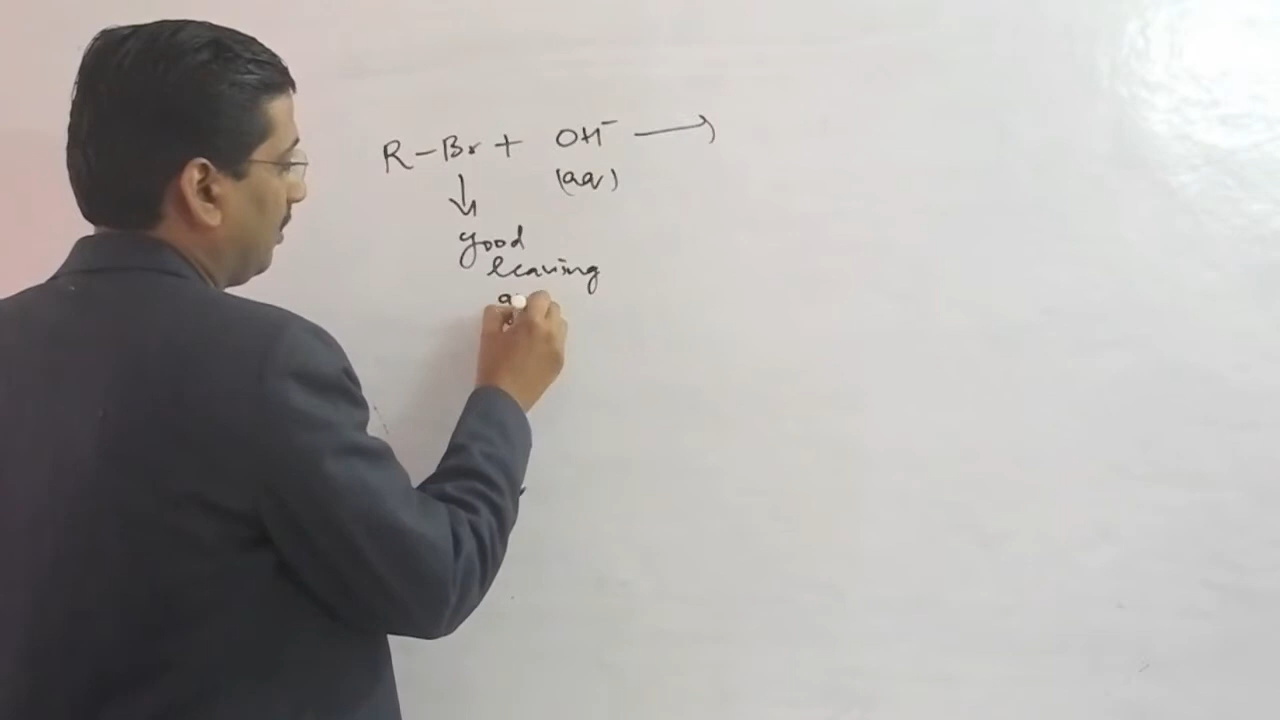 R-Br + OH⁻ ⟶
(aq)
↓
good
leaving
g